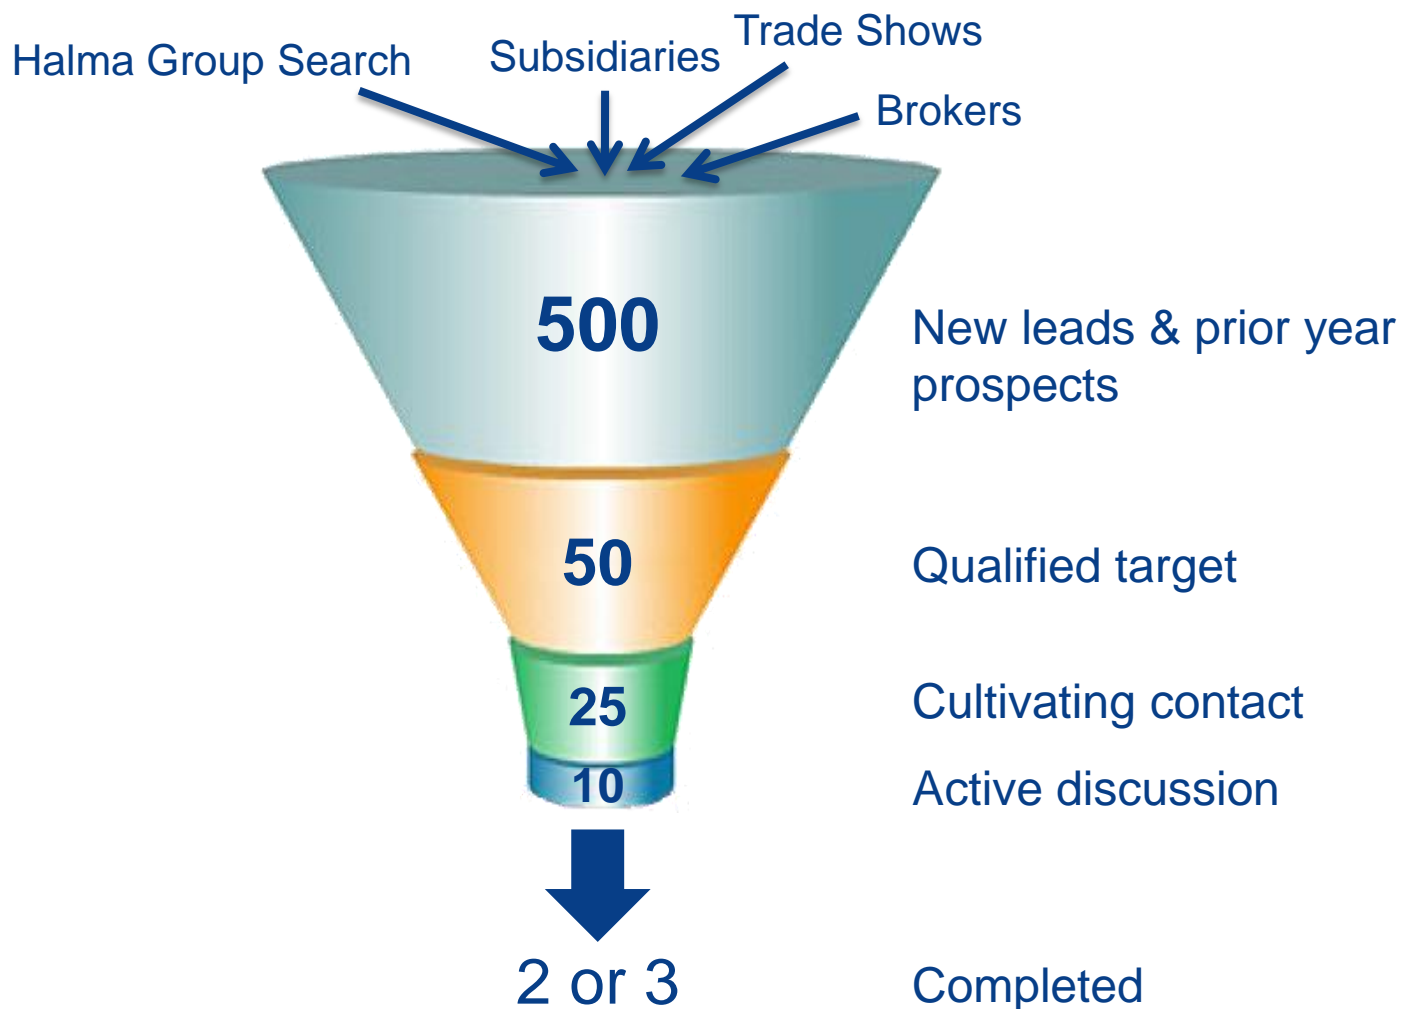 Halma Group Search
Subsidiaries
Trade Shows
Brokers
500
New leads & prior year
prospects
50
Qualified target
25
Cultivating contact
10
Active discussion
2 or 3
Completed